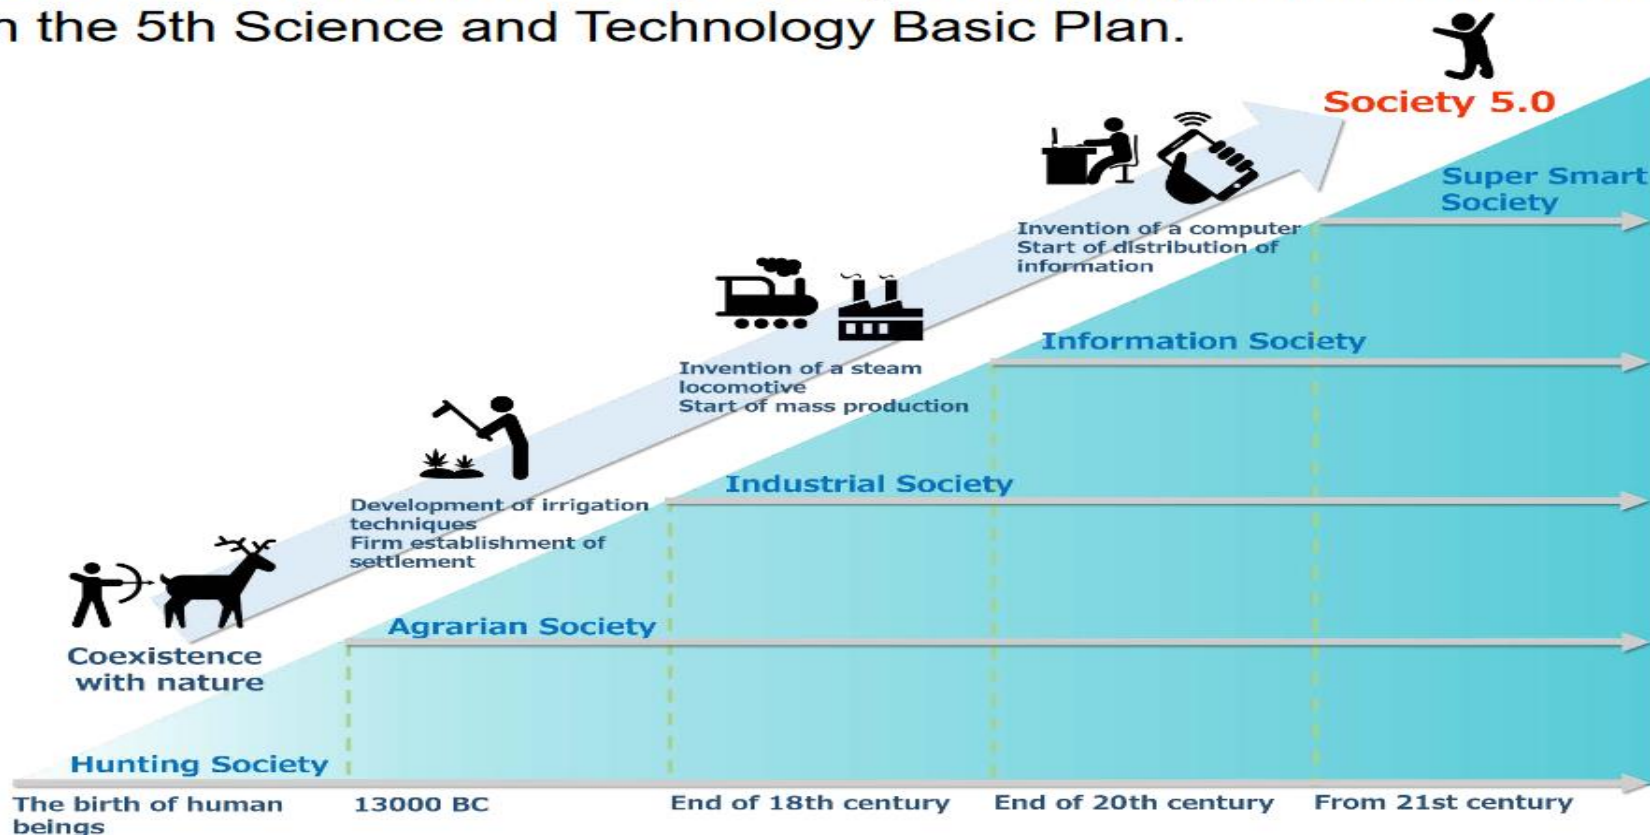 n the 5th Science and Technology Basic Plan.
Society 5.0
Super Smart
Society
Invention of a computer
Start of distribution of
information
Information Society
Invention of a steam
locomotive
Start of mass production
Industrial Society
Development of irrigation
techniques
Firm establishment of
settlement
Agrarian Society
Coexistence
with nature
Hunting Society
The birth of human
beings
13000 BC
End of 18th century
End of 20th century
From 21st century